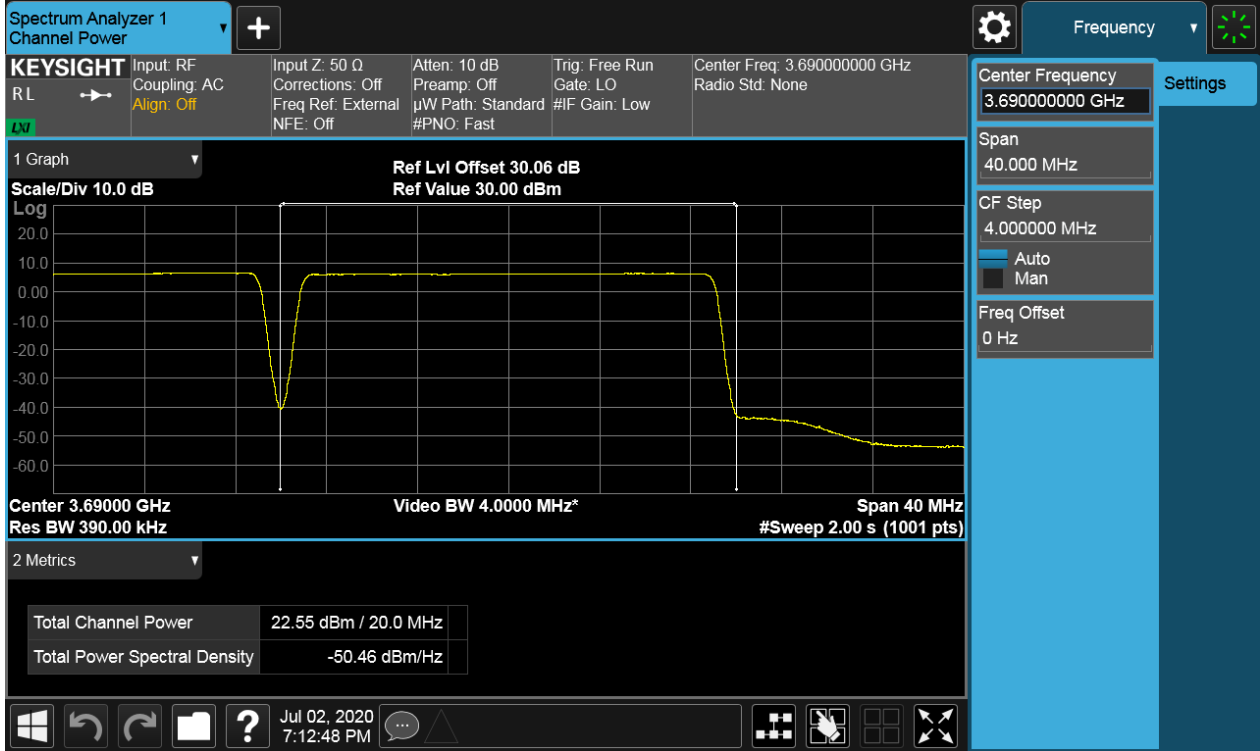 Spectrum Analyzer 1
Channel Power
Frequency
KEYSIGHT
RL
LXI
Input: RF
Coupling: AC
Align: Off
Input Z: 50 Ω
Corrections: Off
Freq Ref: External
NFE: Off
Atten: 10 dB
Preamp: Off
µW Path: Standard
#PNO: Fast
Trig: Free Run
Gate: LO
#IF Gain: Low
Center Freq: 3.690000000 GHz
Radio Std: None
Center Frequency
3.690000000 GHz
Settings
Span
40.000 MHz
CF Step
4.000000 MHz
Auto
Man
Freq Offset
0 Hz
1 Graph
Scale/Div 10.0 dB
Ref Lvl Offset 30.06 dB
Ref Value 30.00 dBm
Log
20.0
10.0
0.00
-10.0
-20.0
-30.0
-40.0
-50.0
-60.0
Center 3.69000 GHz
Video BW 4.0000 MHz*
Span 40 MHz
Res BW 390.00 kHz
#Sweep 2.00 s (1001 pts)
2 Metrics
Total Channel Power 22.55 dBm / 20.0 MHz
Total Power Spectral Density -50.46 dBm/Hz
?
Jul 02, 2020
7:12:48 PM